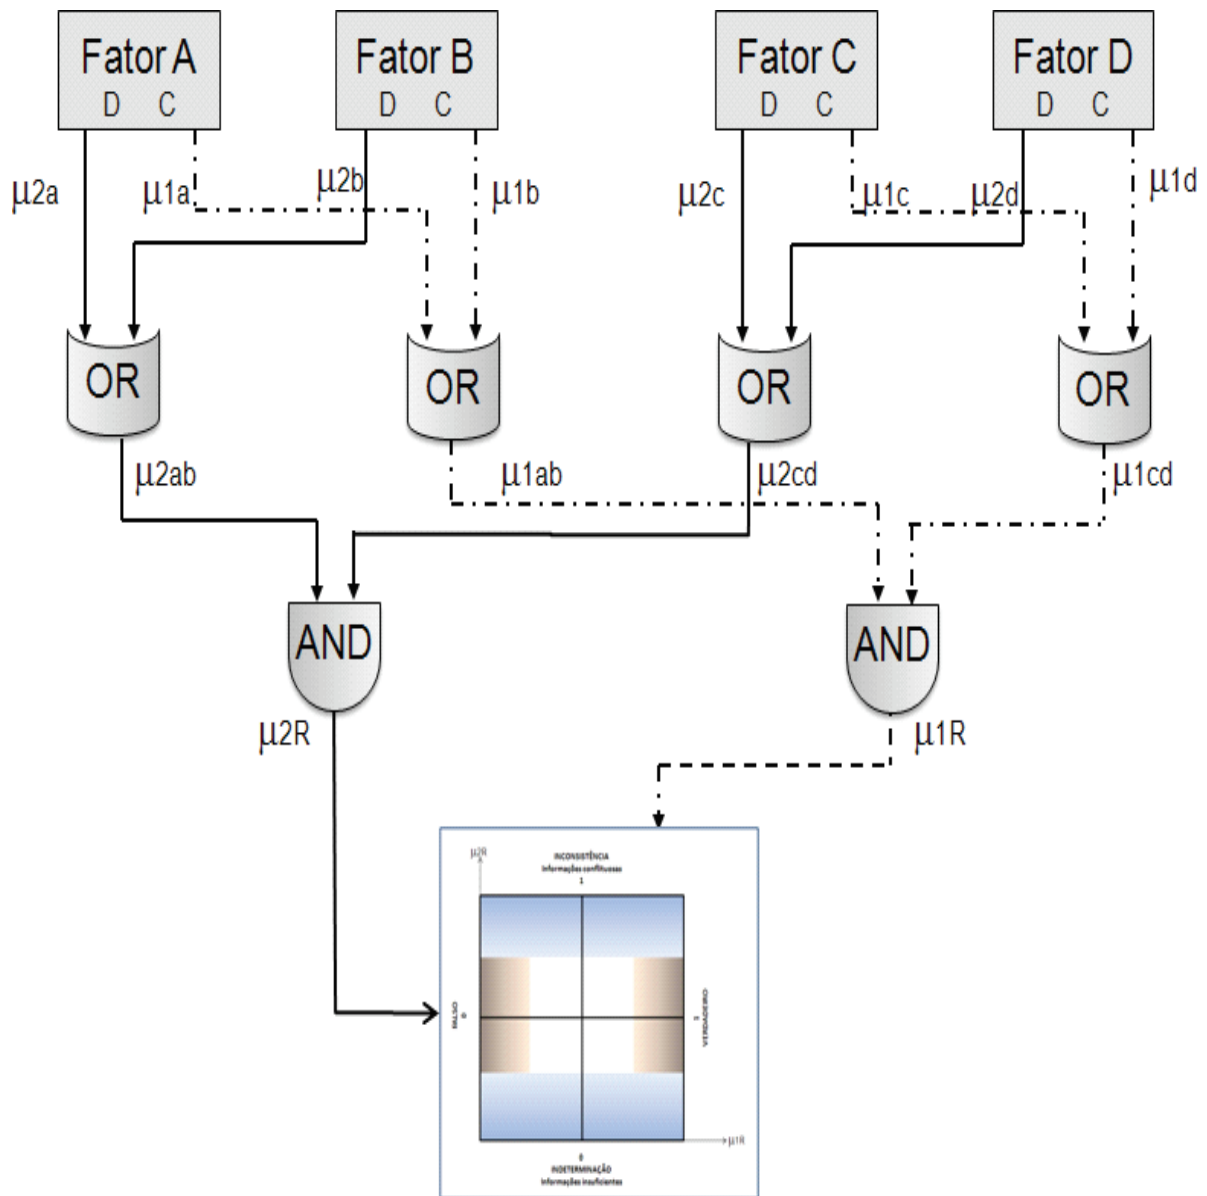 Fator A
D C
Fator B
D C
Fator C
D C
Fator D
D C
μ2a
μ1a
μ2b
μ1b
μ2c
μ1c
μ2d
μ1d
OR
OR
OR
OR
μ2ab
μ1ab
μ2cd
μ1cd
AND
AND
μ2R
μ1R
μ2R
INCONSISTÊNCIA
Informações conflituosas
1
FALSO
0
1
VERDADEIRO
μ1R
0
INDETERMINAÇÃO
Informações insuficientes